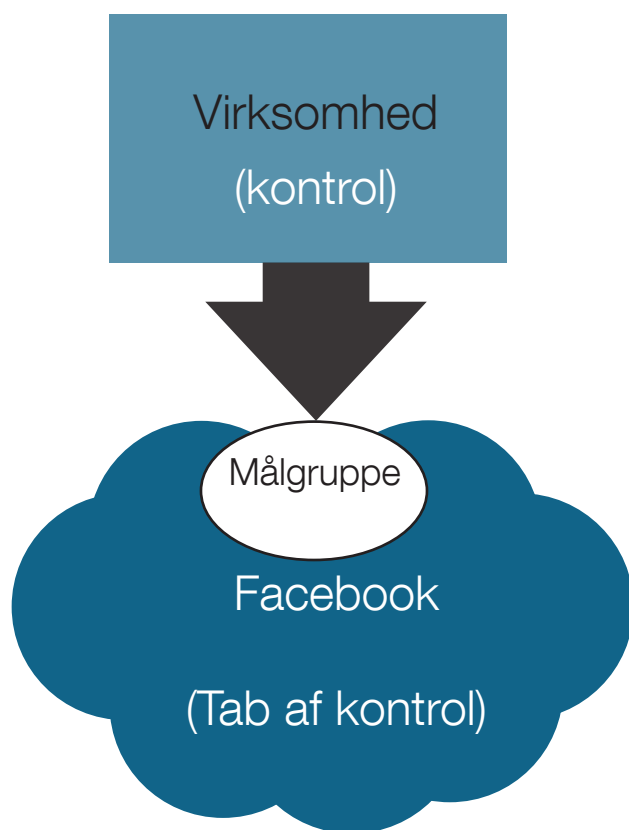 Virksomhed
(kontrol)
Målgruppe
Facebook
(Tab af kontrol)